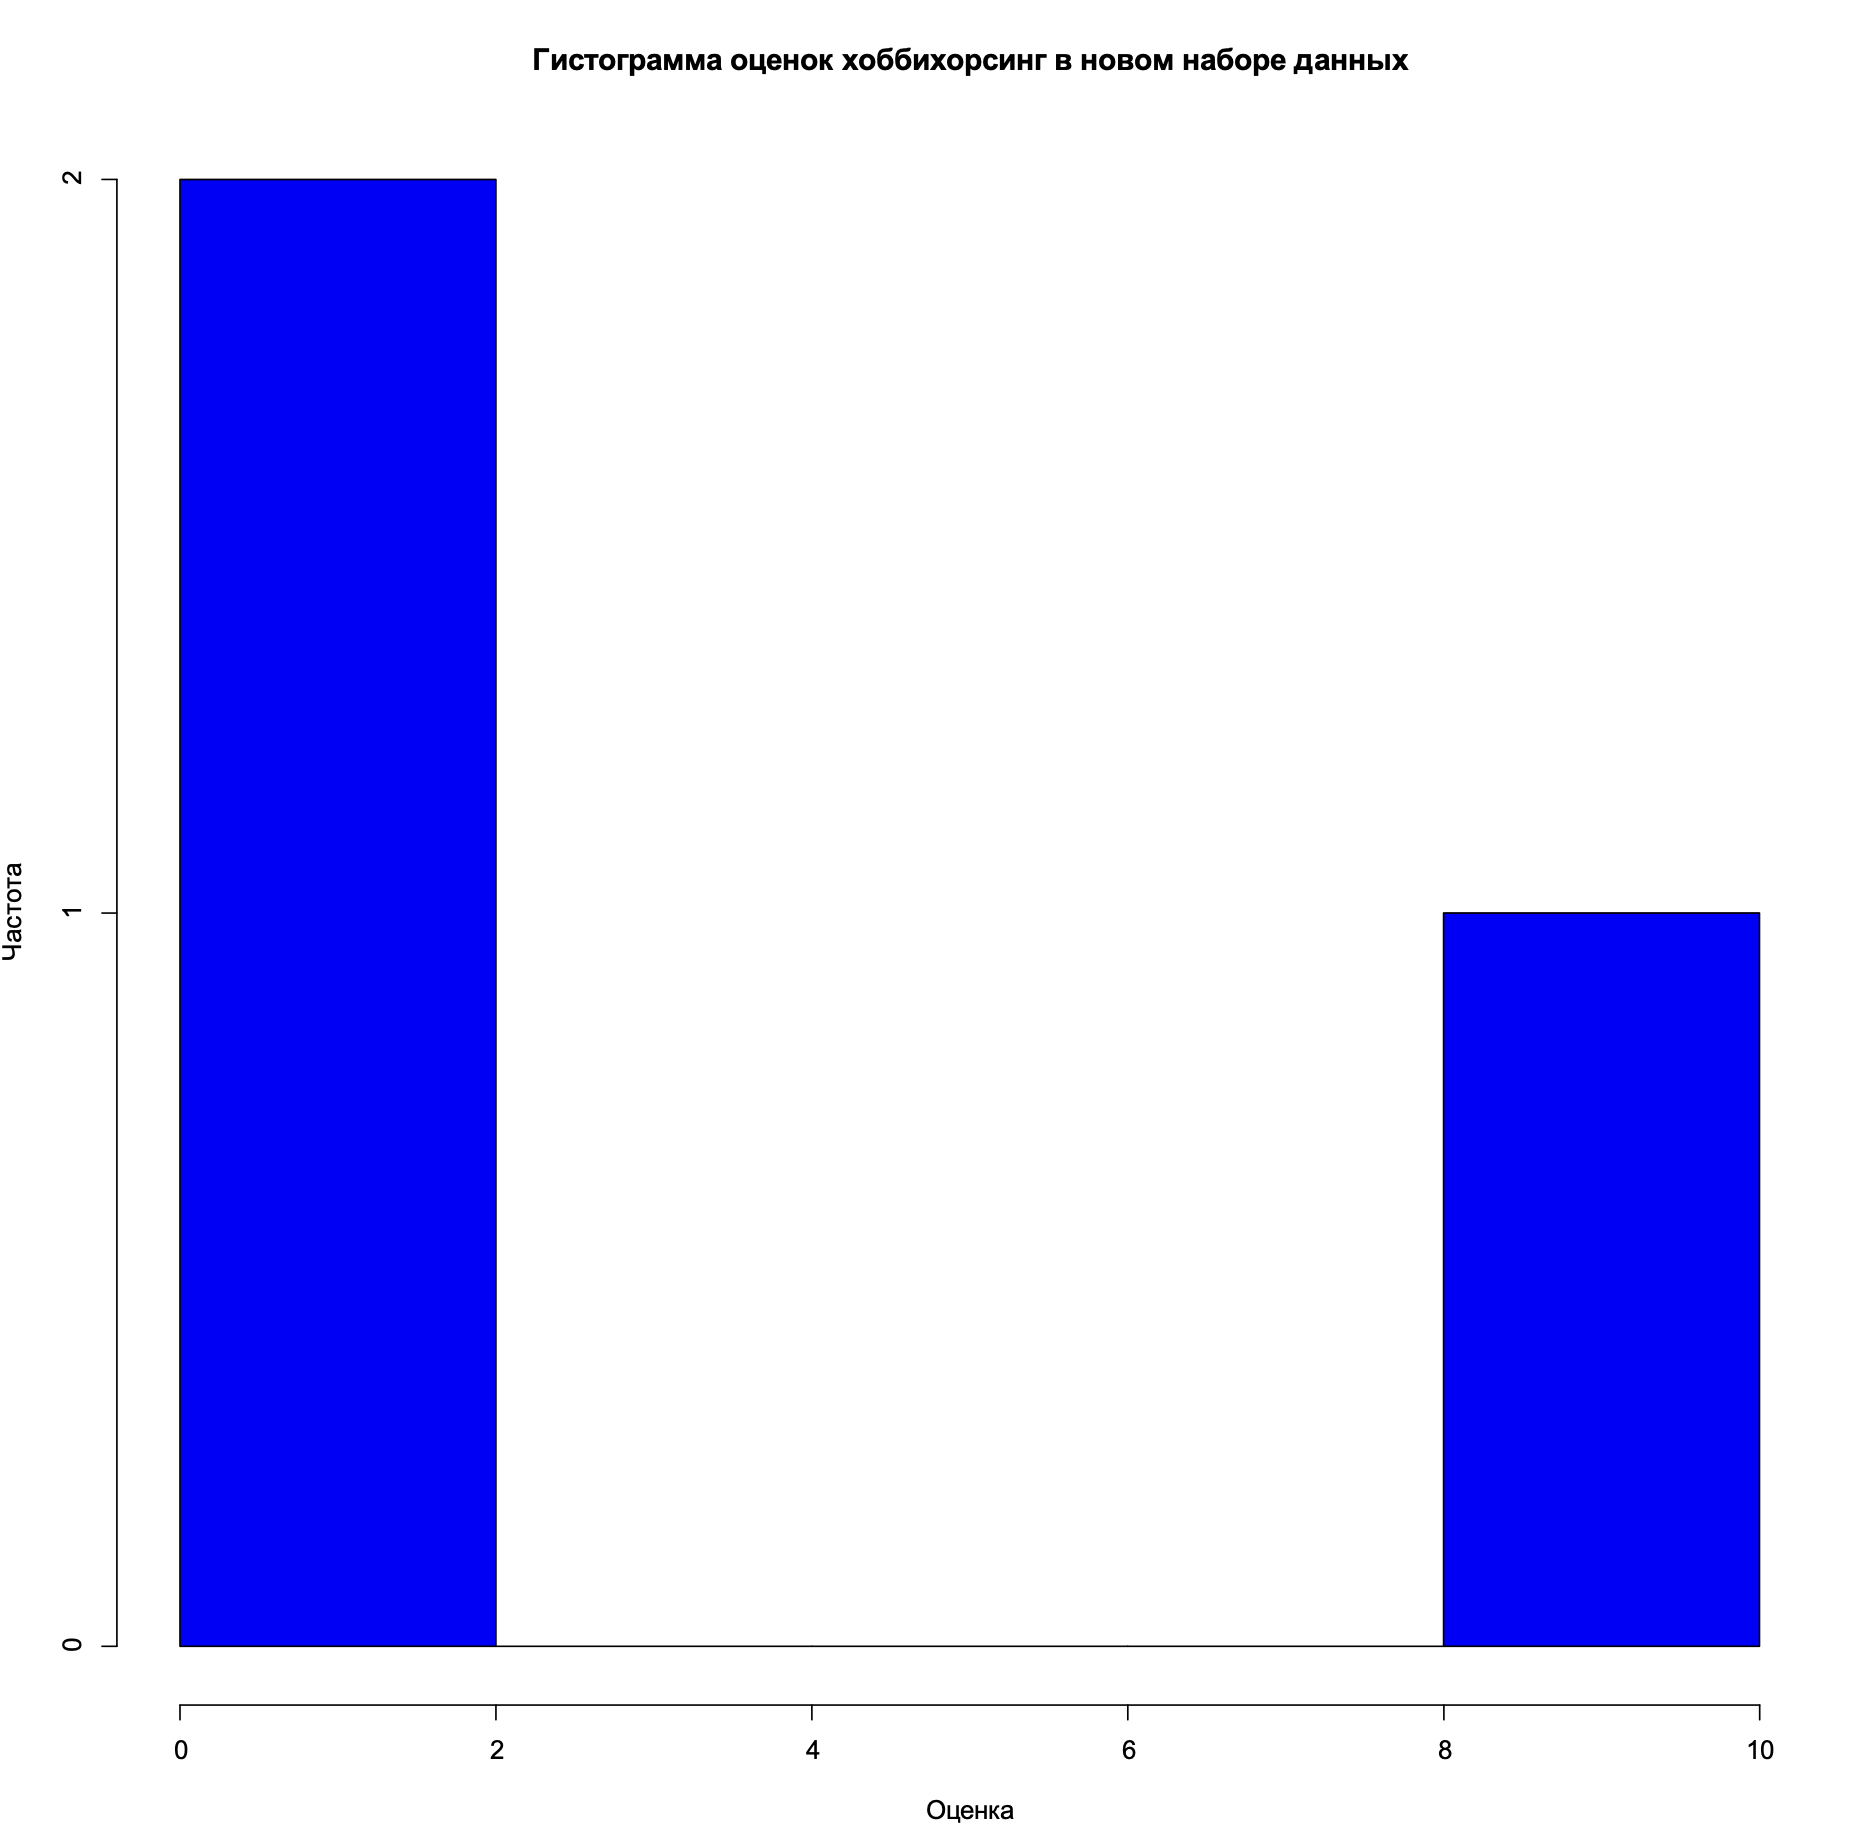 Гистограмма оценок хоббихорсинг в новом наборе данных
2
1
0
Частота
0 2 4 6 8 10
Оценка